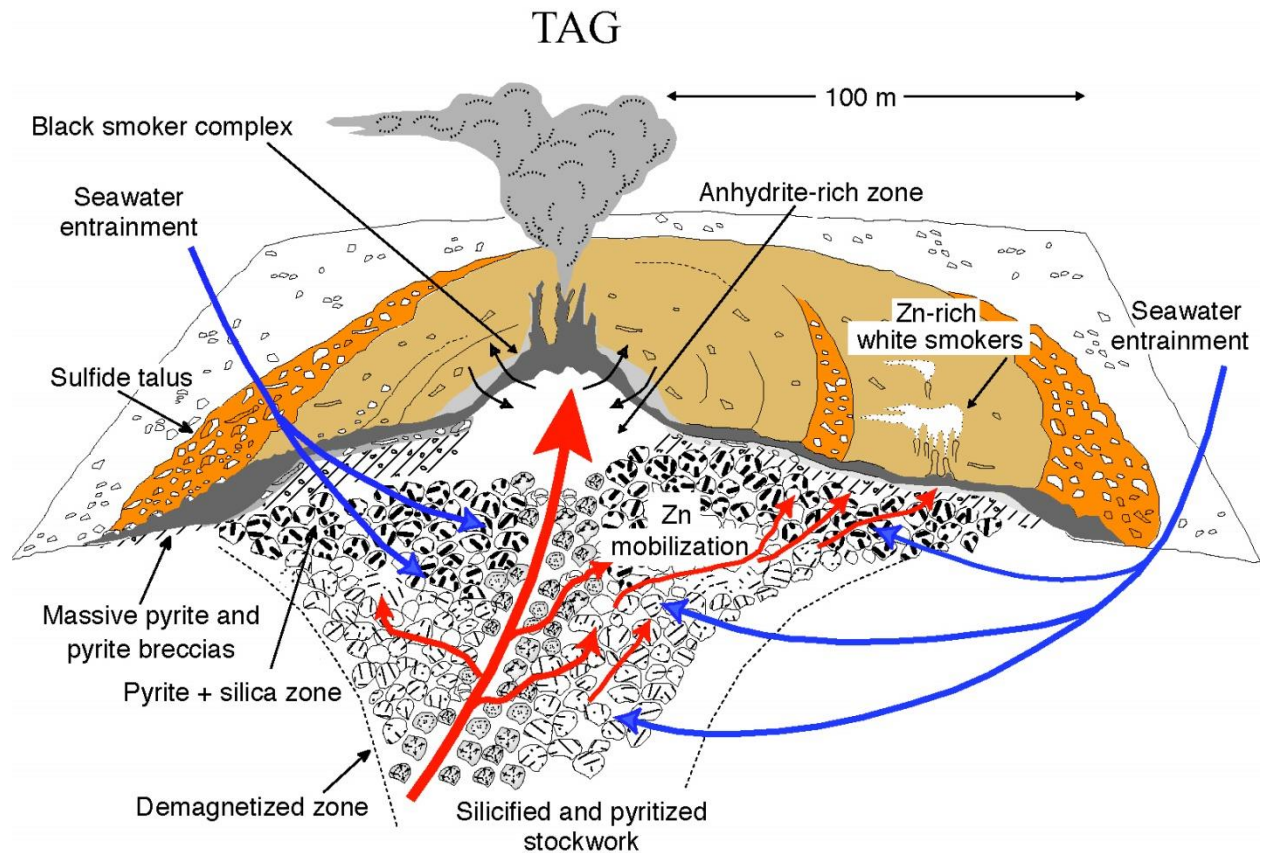 TAG
100 m
Black smoker complex
Seawater
entrainment
Anhydrite-rich zone
Zn-rich
white smokers
Seawater
entrainment
Sulfide talus
Zn
mobilization
Massive pyrite and
pyrite breccias
Pyrite + silica zone
Demagnetized zone
Silicified and pyritized
stockwork